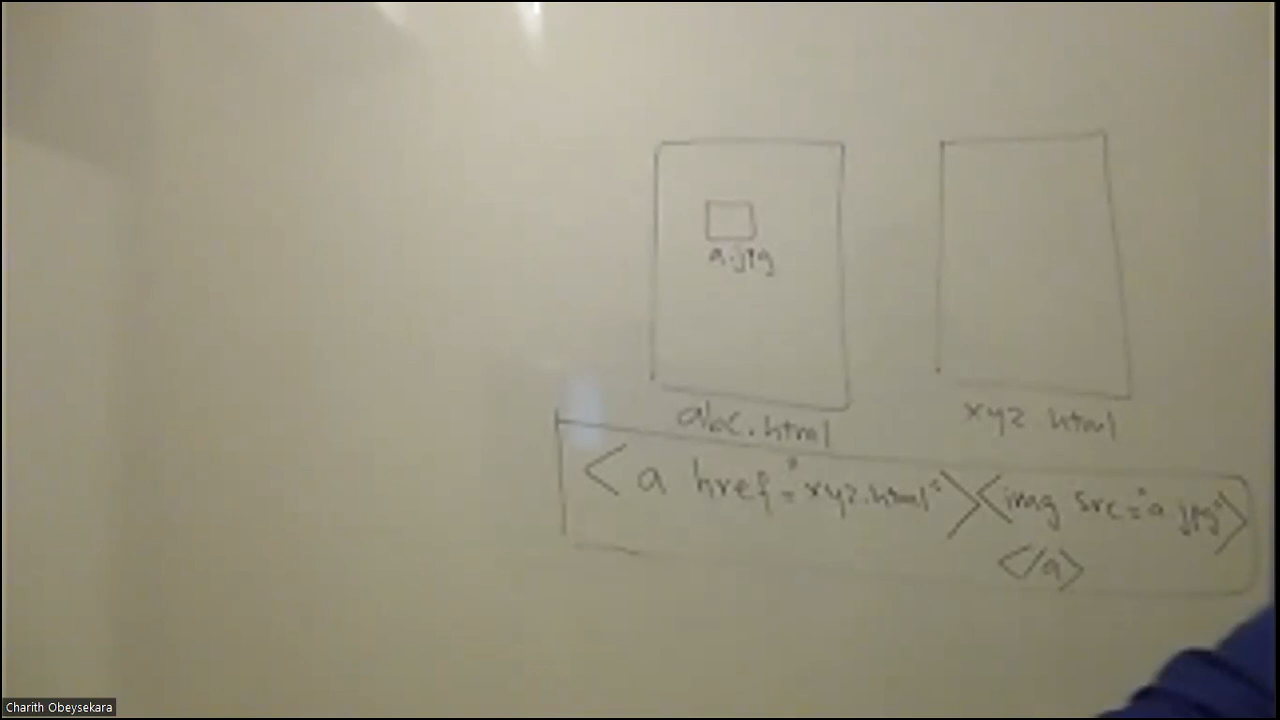 a.jpg
abc.html
xyz html
<a href="xyz.html"><img src="a jpg">
</a>
Charith Obeysekara